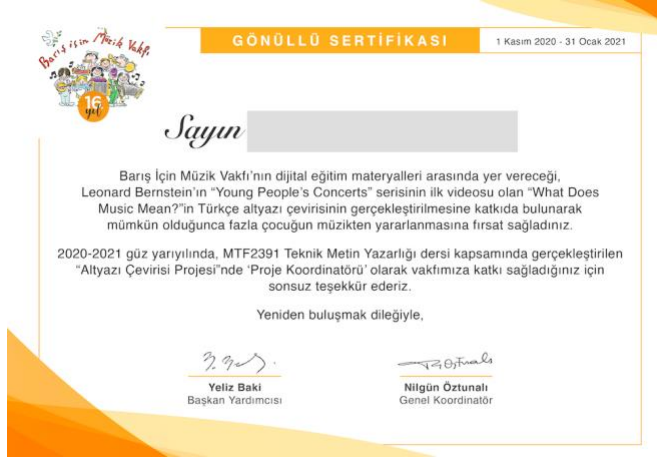 Barış için Müzik Vakfı
16
yıl
GÖNÜLLÜ SERTİFİKASI
1 Kasım 2020 - 31 Ocak 2021
Sayın
Barış İçin Müzik Vakfı’nın dijital eğitim materyalleri arasında yer vereceği,
Leonard Bernstein’ın “Young People’s Concerts” serisinin ilk videosu olan “What Does
Music Mean?”in Türkçe altyazı çevirisinin gerçekleştirilmesine katkıda bulunarak
mümkün olduğunca fazla çocuğun müzikten yararlanmasına fırsat sağladınız.
2020-2021 güz yarıyılında, MTF2391 Teknik Metin Yazarlığı dersi kapsamında gerçekleştirilen
“Altyazı Çevirisi Projesi”nde ‘Proje Koordinatörü’ olarak vakfımıza katkı sağladığınız için
sonsuz teşekkür ederiz.
Yeniden buluşmak dileğiyle,
Yeliz Baki
Başkan Yardımcısı
Nilgün Öztunalı
Genel Koordinatör